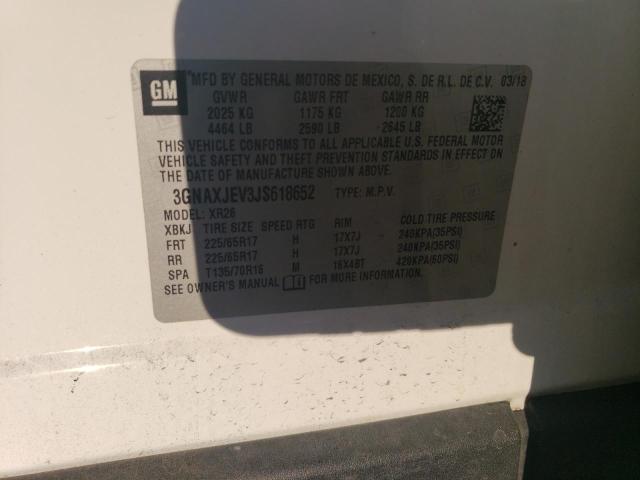 GM
MFD BY GENERAL MOTORS DE MEXICO, S. DE R.L. DE C.V. 03/18
GVWR GAWR FRT GAWR RR
2025 KG 1175 KG 1200 KG
4464 LB 2590 LB 2645 LB
THIS VEHICLE CONFORMS TO ALL APPLICABLE U.S. FEDERAL MOTOR
VEHICLE SAFETY AND THEFT PREVENTION STANDARDS IN EFFECT ON
THE DATE OF MANUFACTURE SHOWN ABOVE.
3GNAXJEV3JS618652 TYPE: M.P.V.
MODEL: XR26
XBKJ TIRE SIZE SPEED RTG RIM COLD TIRE PRESSURE
FRT 225/65R17 H 17X7J 240KPA(35PSI)
RR 225/65R17 H 17X7J 240KPA(35PSI)
SPA T135/70R16 M 16X4BT 420KPA(60PSI)
SEE OWNER'S MANUAL FOR MORE INFORMATION